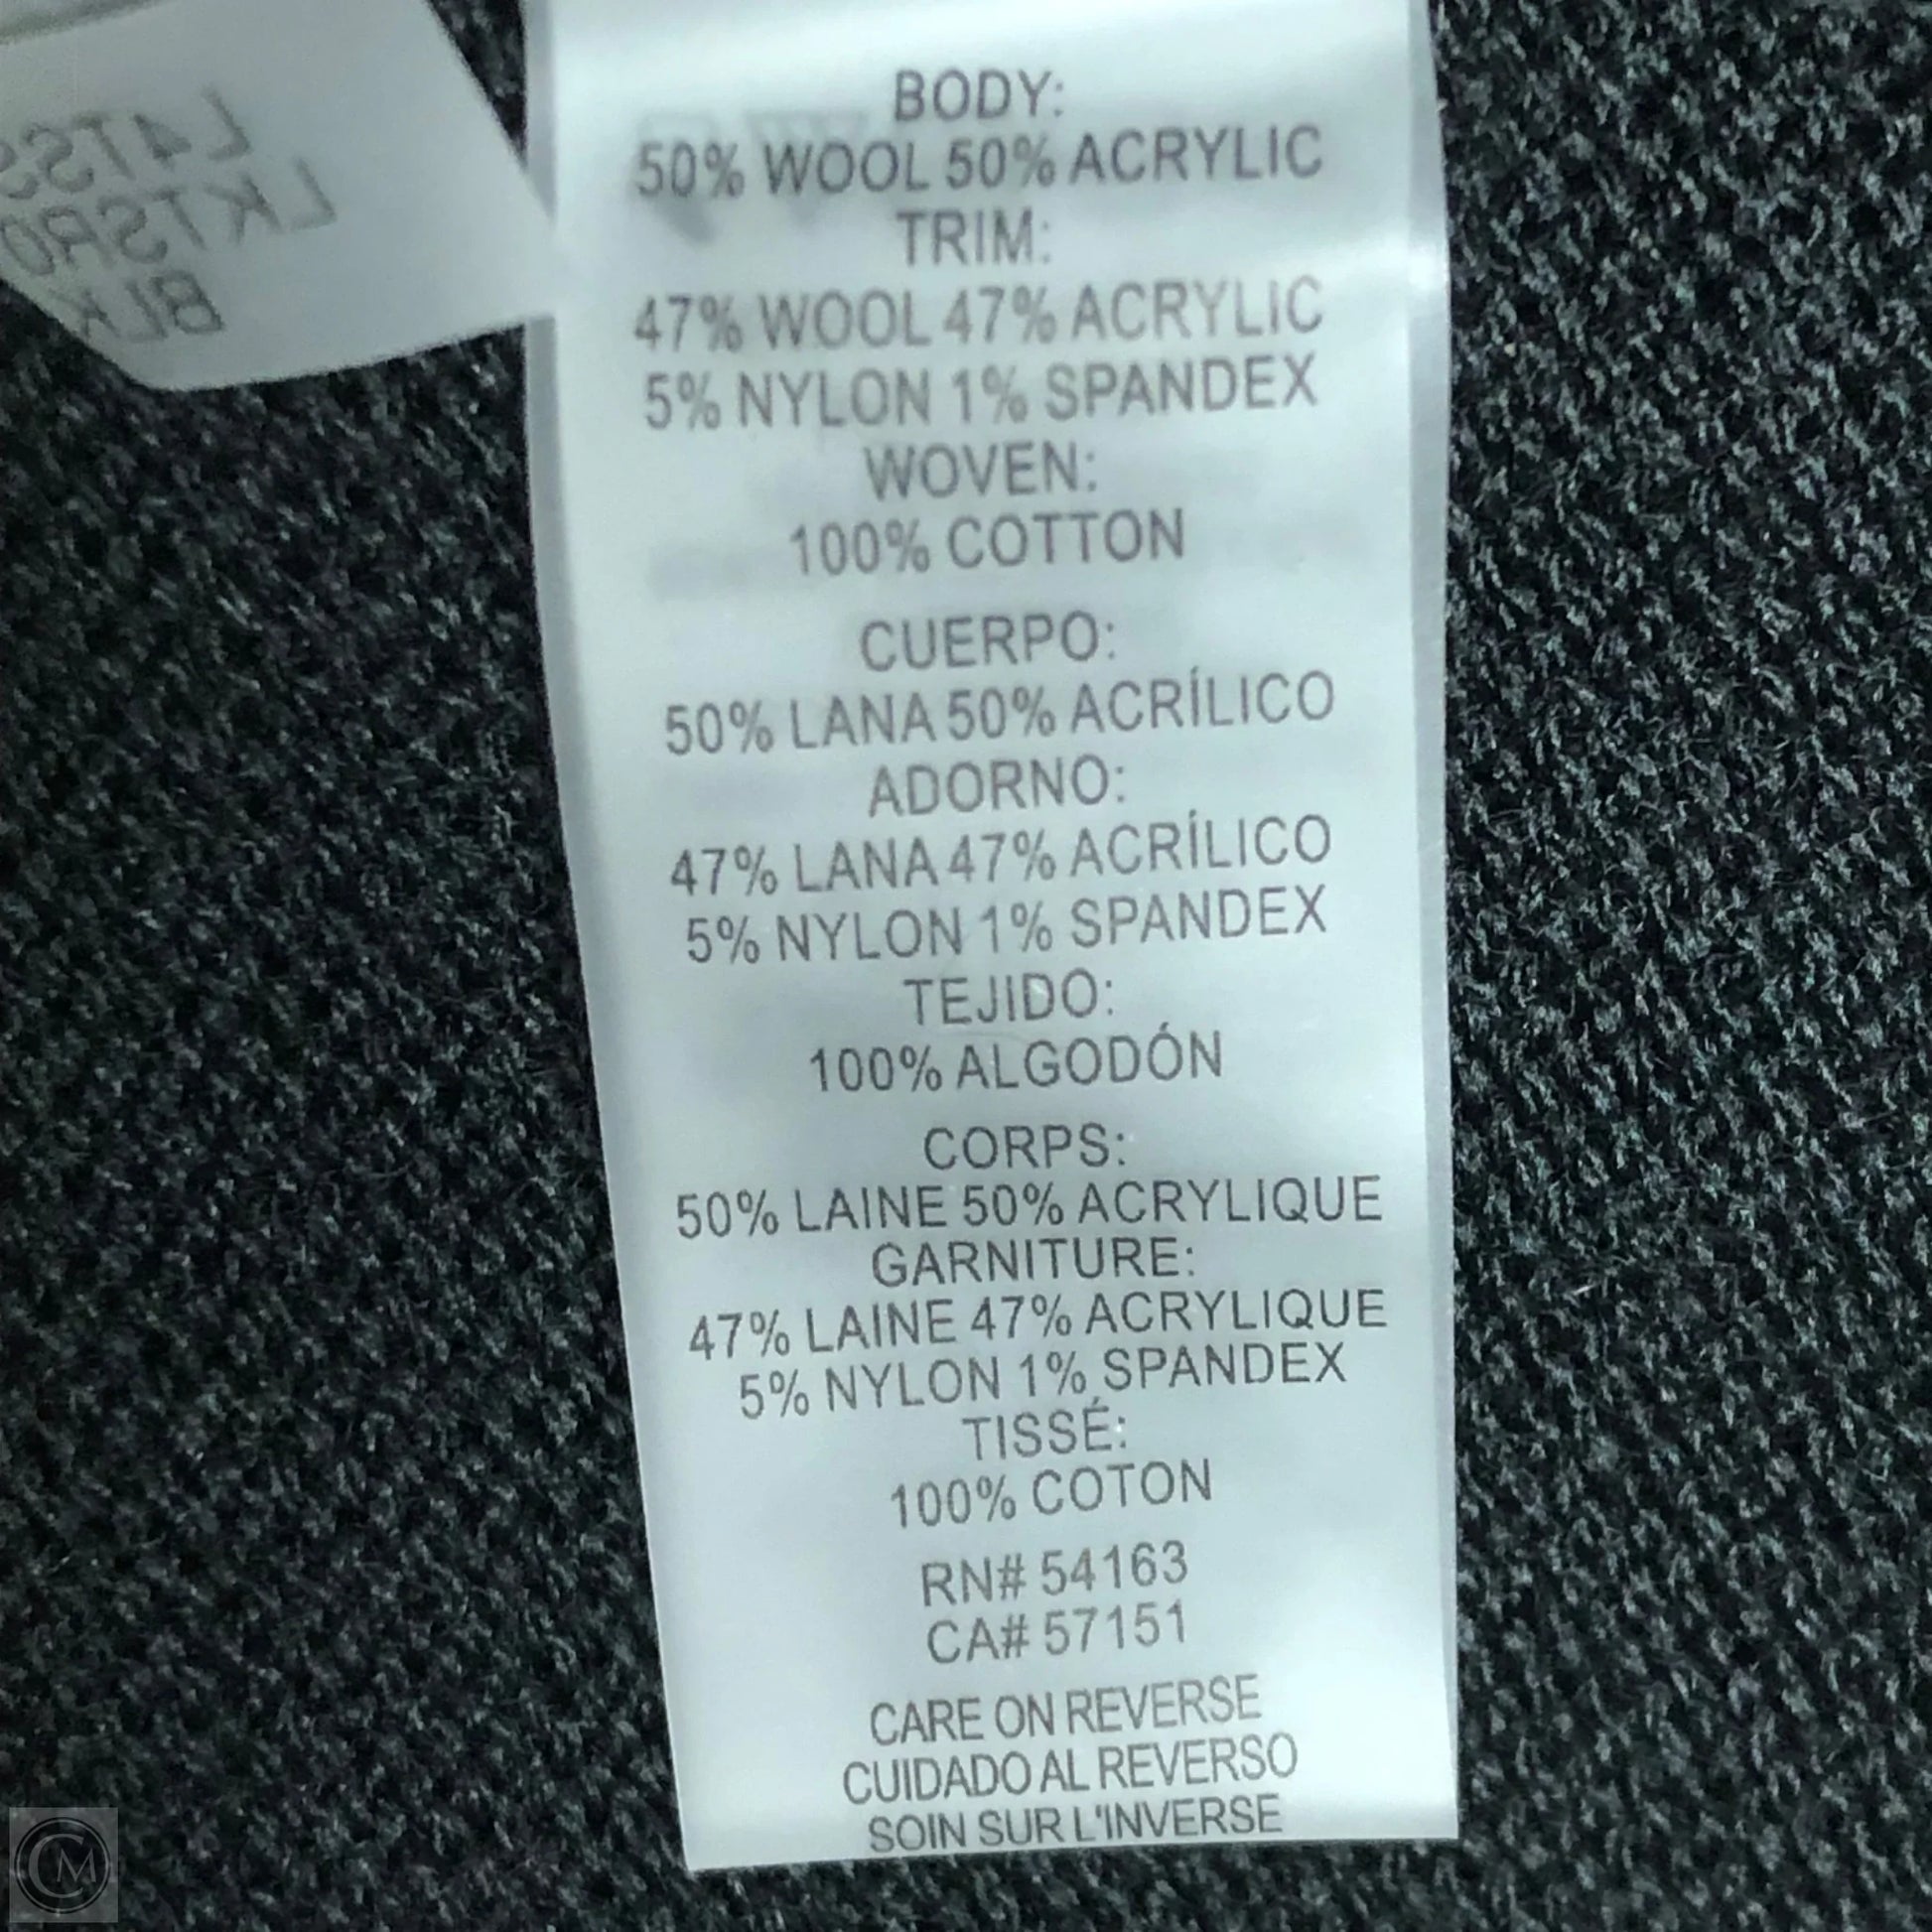 BODY:
50% WOOL 50% ACRYLIC
TRIM:
47% WOOL 47% ACRYLIC
5% NYLON 1% SPANDEX
WOVEN:
100% COTTON
CUERPO:
50% LANA 50% ACRÍLICO
ADORNO:
47% LANA 47% ACRÍLICO
5% NYLON 1% SPANDEX
TEJIDO:
100% ALGODÓN
CORPS:
50% LAINE 50% ACRYLIQUE
GARNITURE:
47% LAINE 47% ACRYLIQUE
5% NYLON 1% SPANDEX
TISSÉ:
100% COTON
RN# 54163
CA# 57151
CARE ON REVERSE
CUIDADO AL REVERSO
SOIN SUR L'INVERSE
BLK
CM